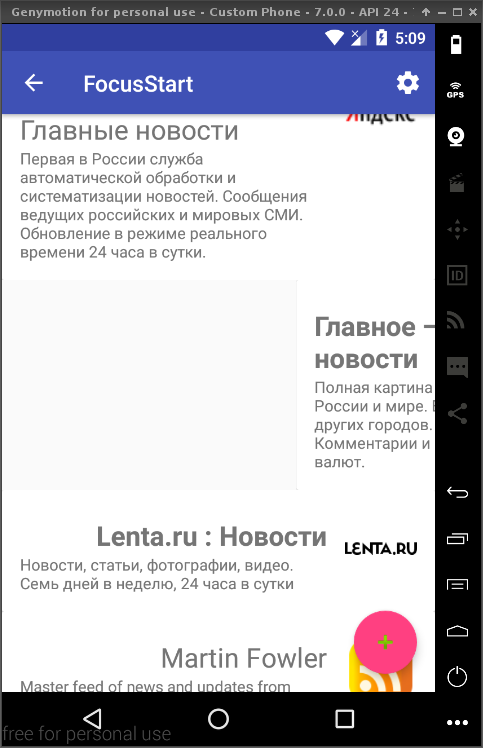 Genymotion for personal use - Custom Phone - 7.0.0 - API 24 -
5:09
FocusStart
GPS
Яндекс
Главные новости
Первая в России служба
автоматической обработки и
систематизации новостей. Сообщения
ведущих российских и мировых СМИ.
Обновление в режиме реального
времени 24 часа в сутки.
ID
Главное –
новости
Полная картина
России и мире.
других городов.
Комментарии и
валют.
Lenta.ru : Новости
LENTA.RU
Новости, статьи, фотографии, видео.
Семь дней в неделю, 24 часа в сутки
Martin Fowler
Master feed of news and updates from
free for personal use